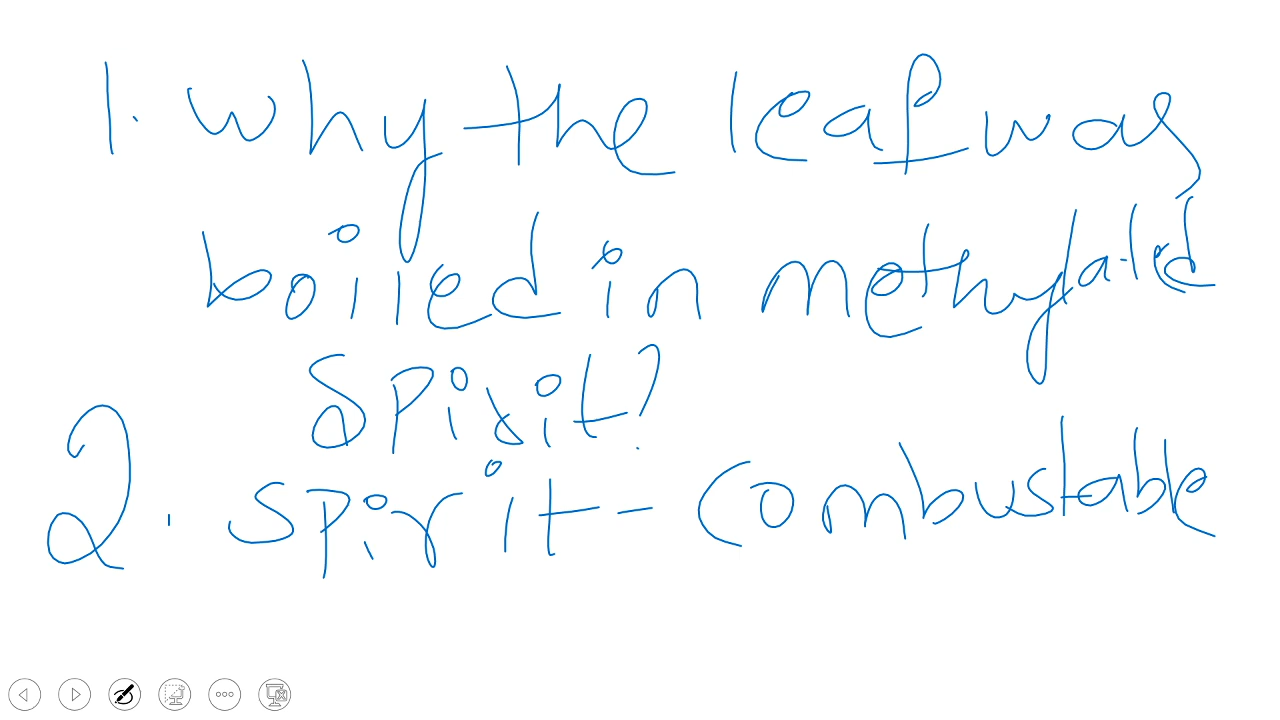 1. Why the leaf was
boiled in methylated
spirit?
2. spirit - combustable